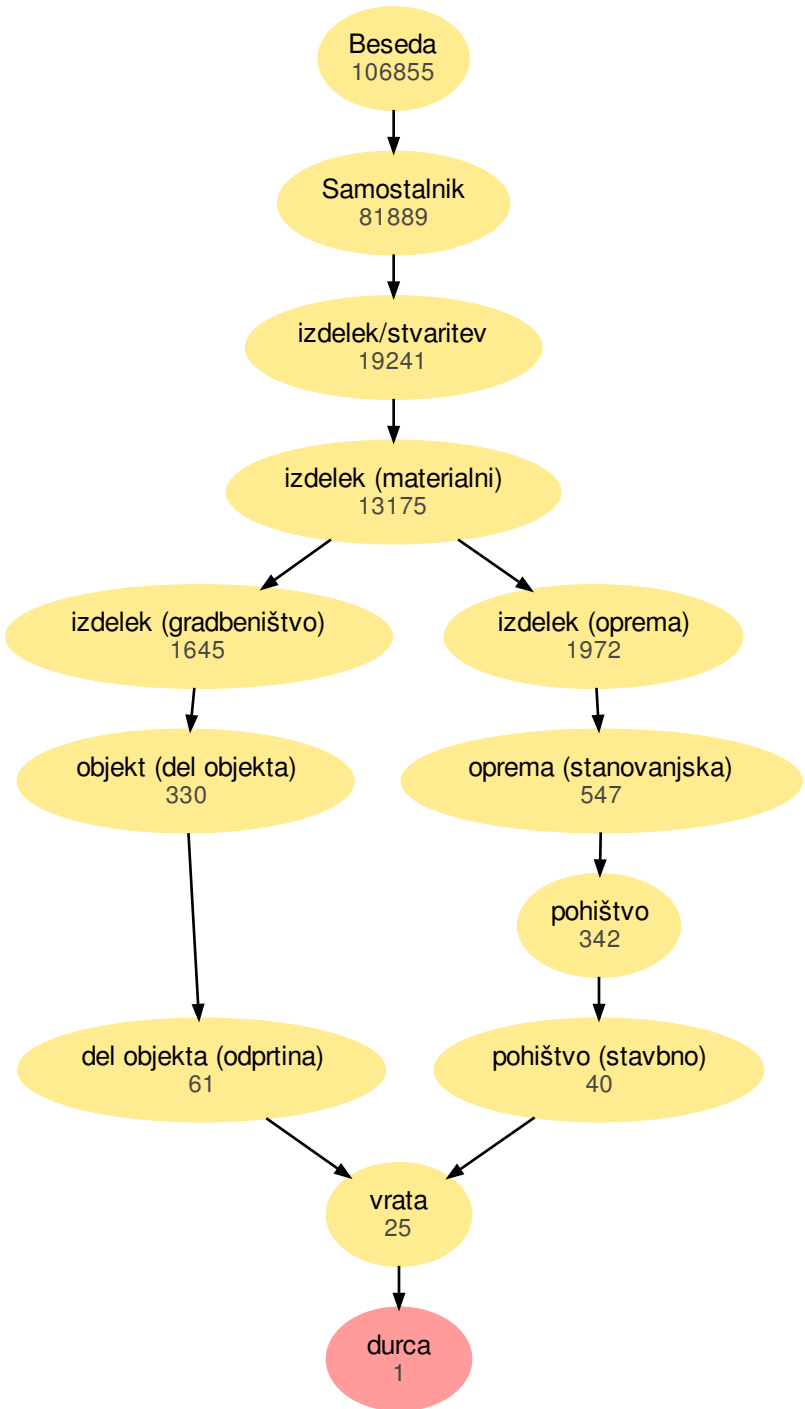 Beseda
106855
Samostalnik
81889
izdelek/stvaritev
19241
izdelek (materialni)
13175
izdelek (gradbeništvo)
1645
izdelek (oprema)
1972
objekt (del objekta)
330
oprema (stanovanjska)
547
pohištvo
342
del objekta (odprtina)
61
pohištvo (stavbno)
40
vrata
25
durca
1